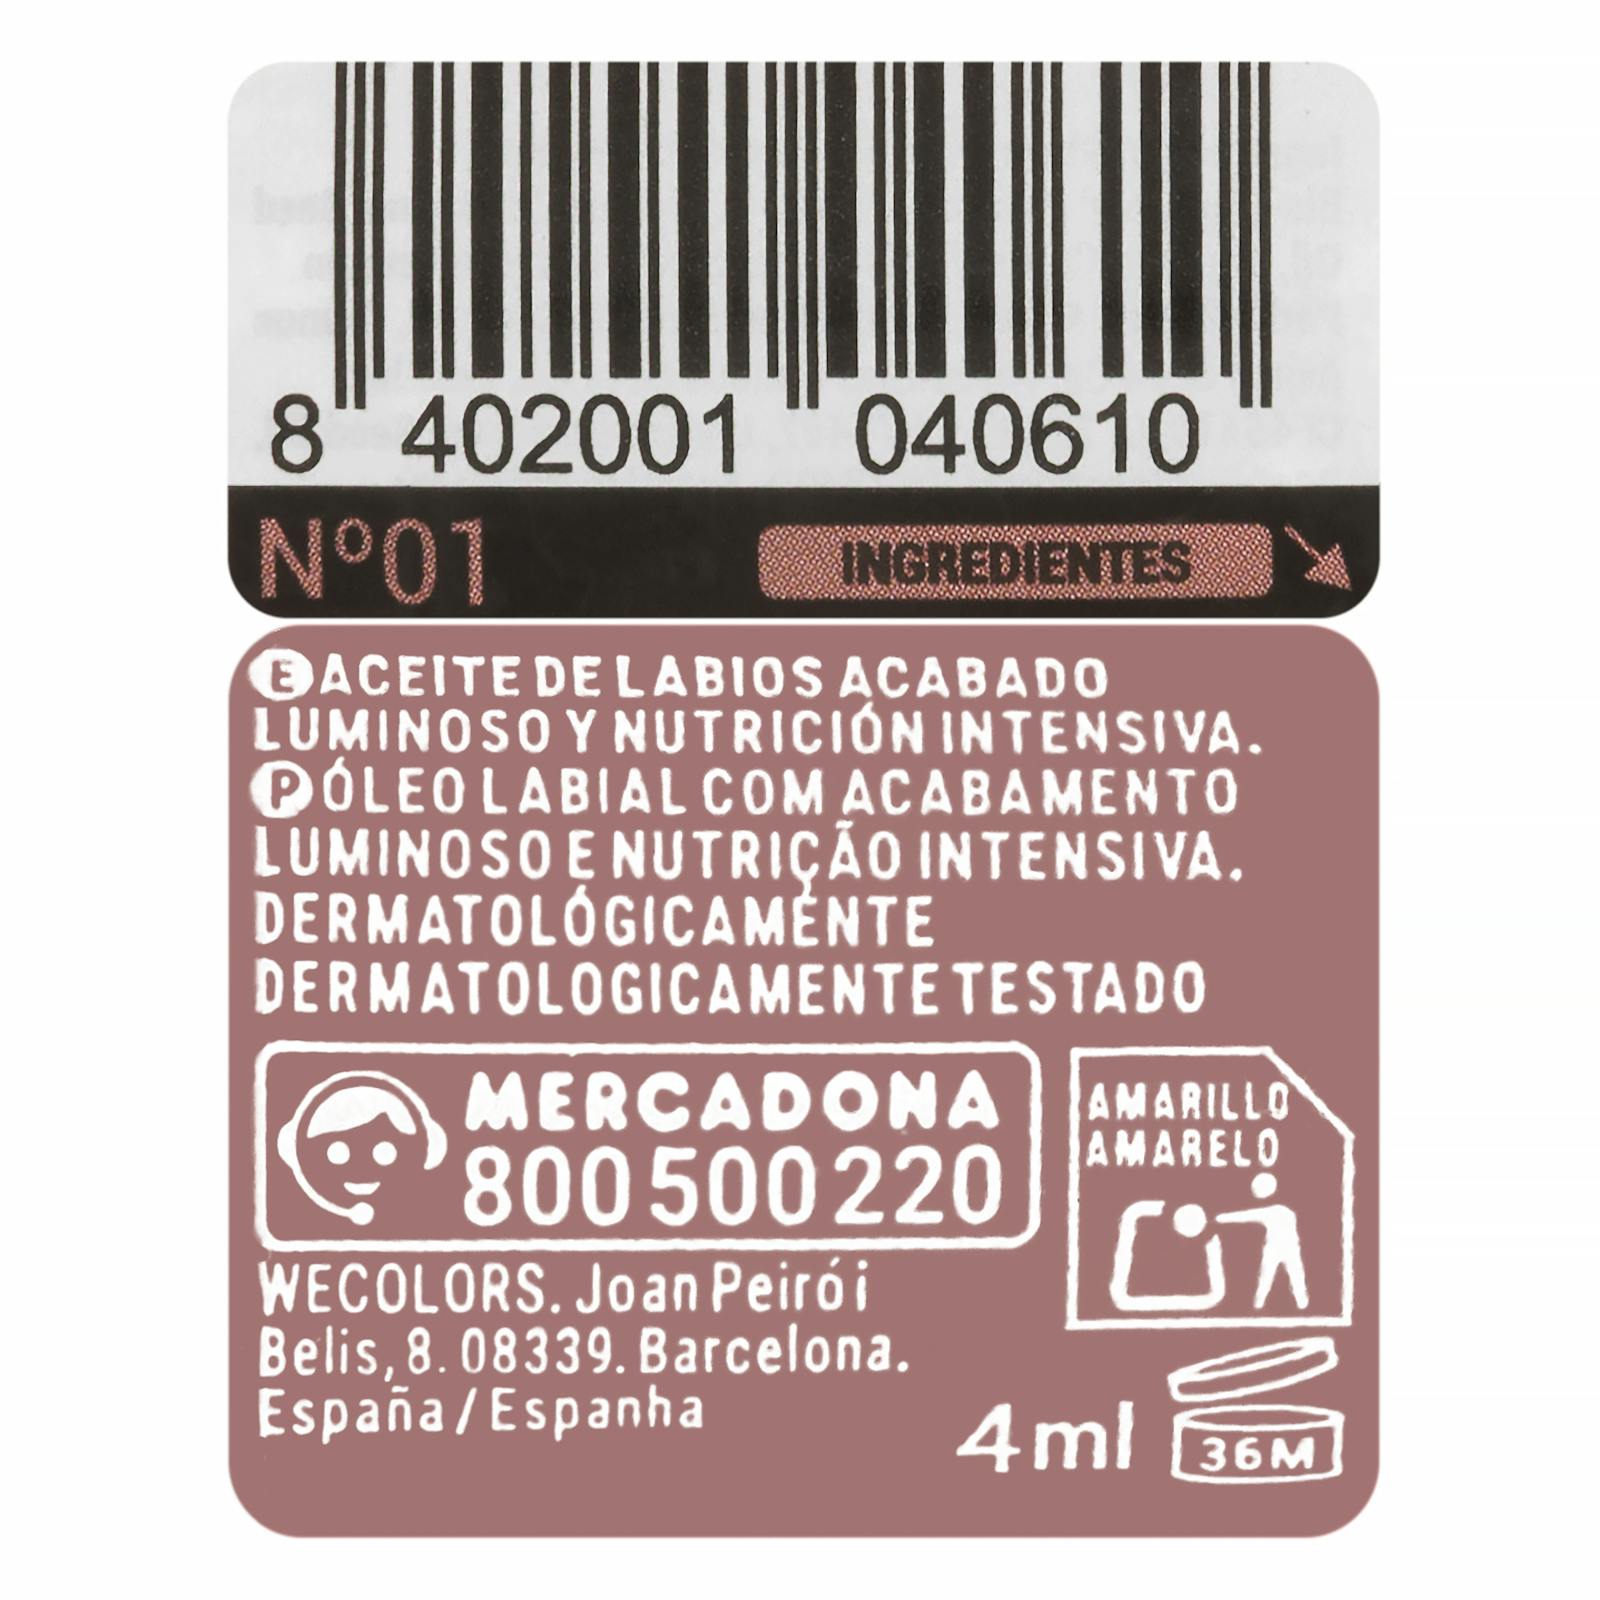 8 402001 040610
Nº01 INGREDIENTES
E ACEITE DE LABIOS ACABADO
LUMINOSO Y NUTRICIÓN INTENSIVA.
P ÓLEO LABIAL COM ACABAMENTO
LUMINOSO E NUTRIÇÃO INTENSIVA.
DERMATOLÓGICAMENTE
DERMATOLOGICAMENTE TESTADO
MERCADONA
800 500 220
AMARILLO
AMARELO
WECOLORS. Joan Peiró i
Belis, 8. 08339. Barcelona.
España / Espanha
4 ml
36M